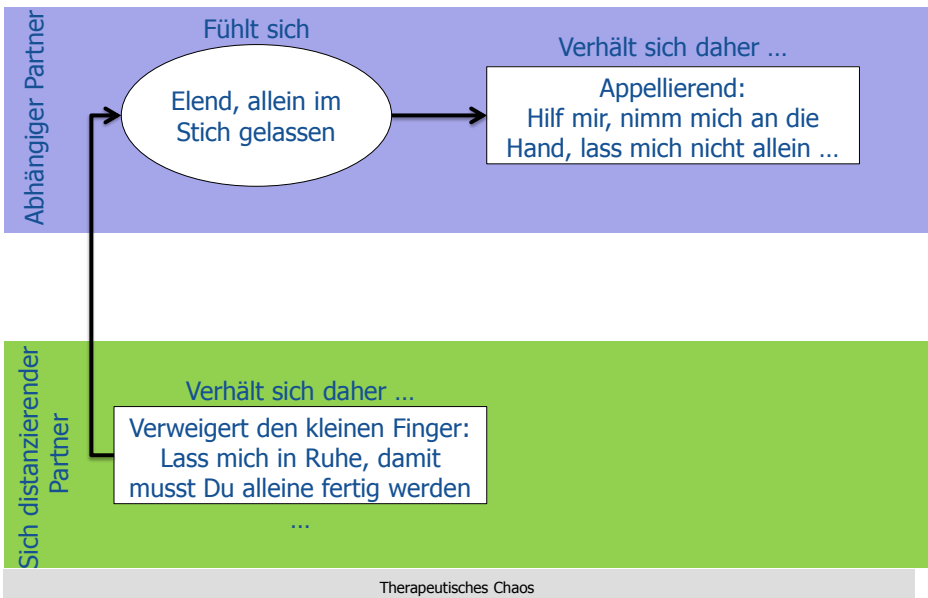 Abhängiger Partner
Fühlt sich
Elend, allein im
Stich gelassen
Verhält sich daher ...
Appellierend:
Hilf mir, nimm mich an die
Hand, lass mich nicht allein ...
Sich distanzierender
Partner
Verhält sich daher ...
Verweigert den kleinen Finger:
Lass mich in Ruhe, damit
musst Du alleine fertig werden
...
Therapeutisches Chaos